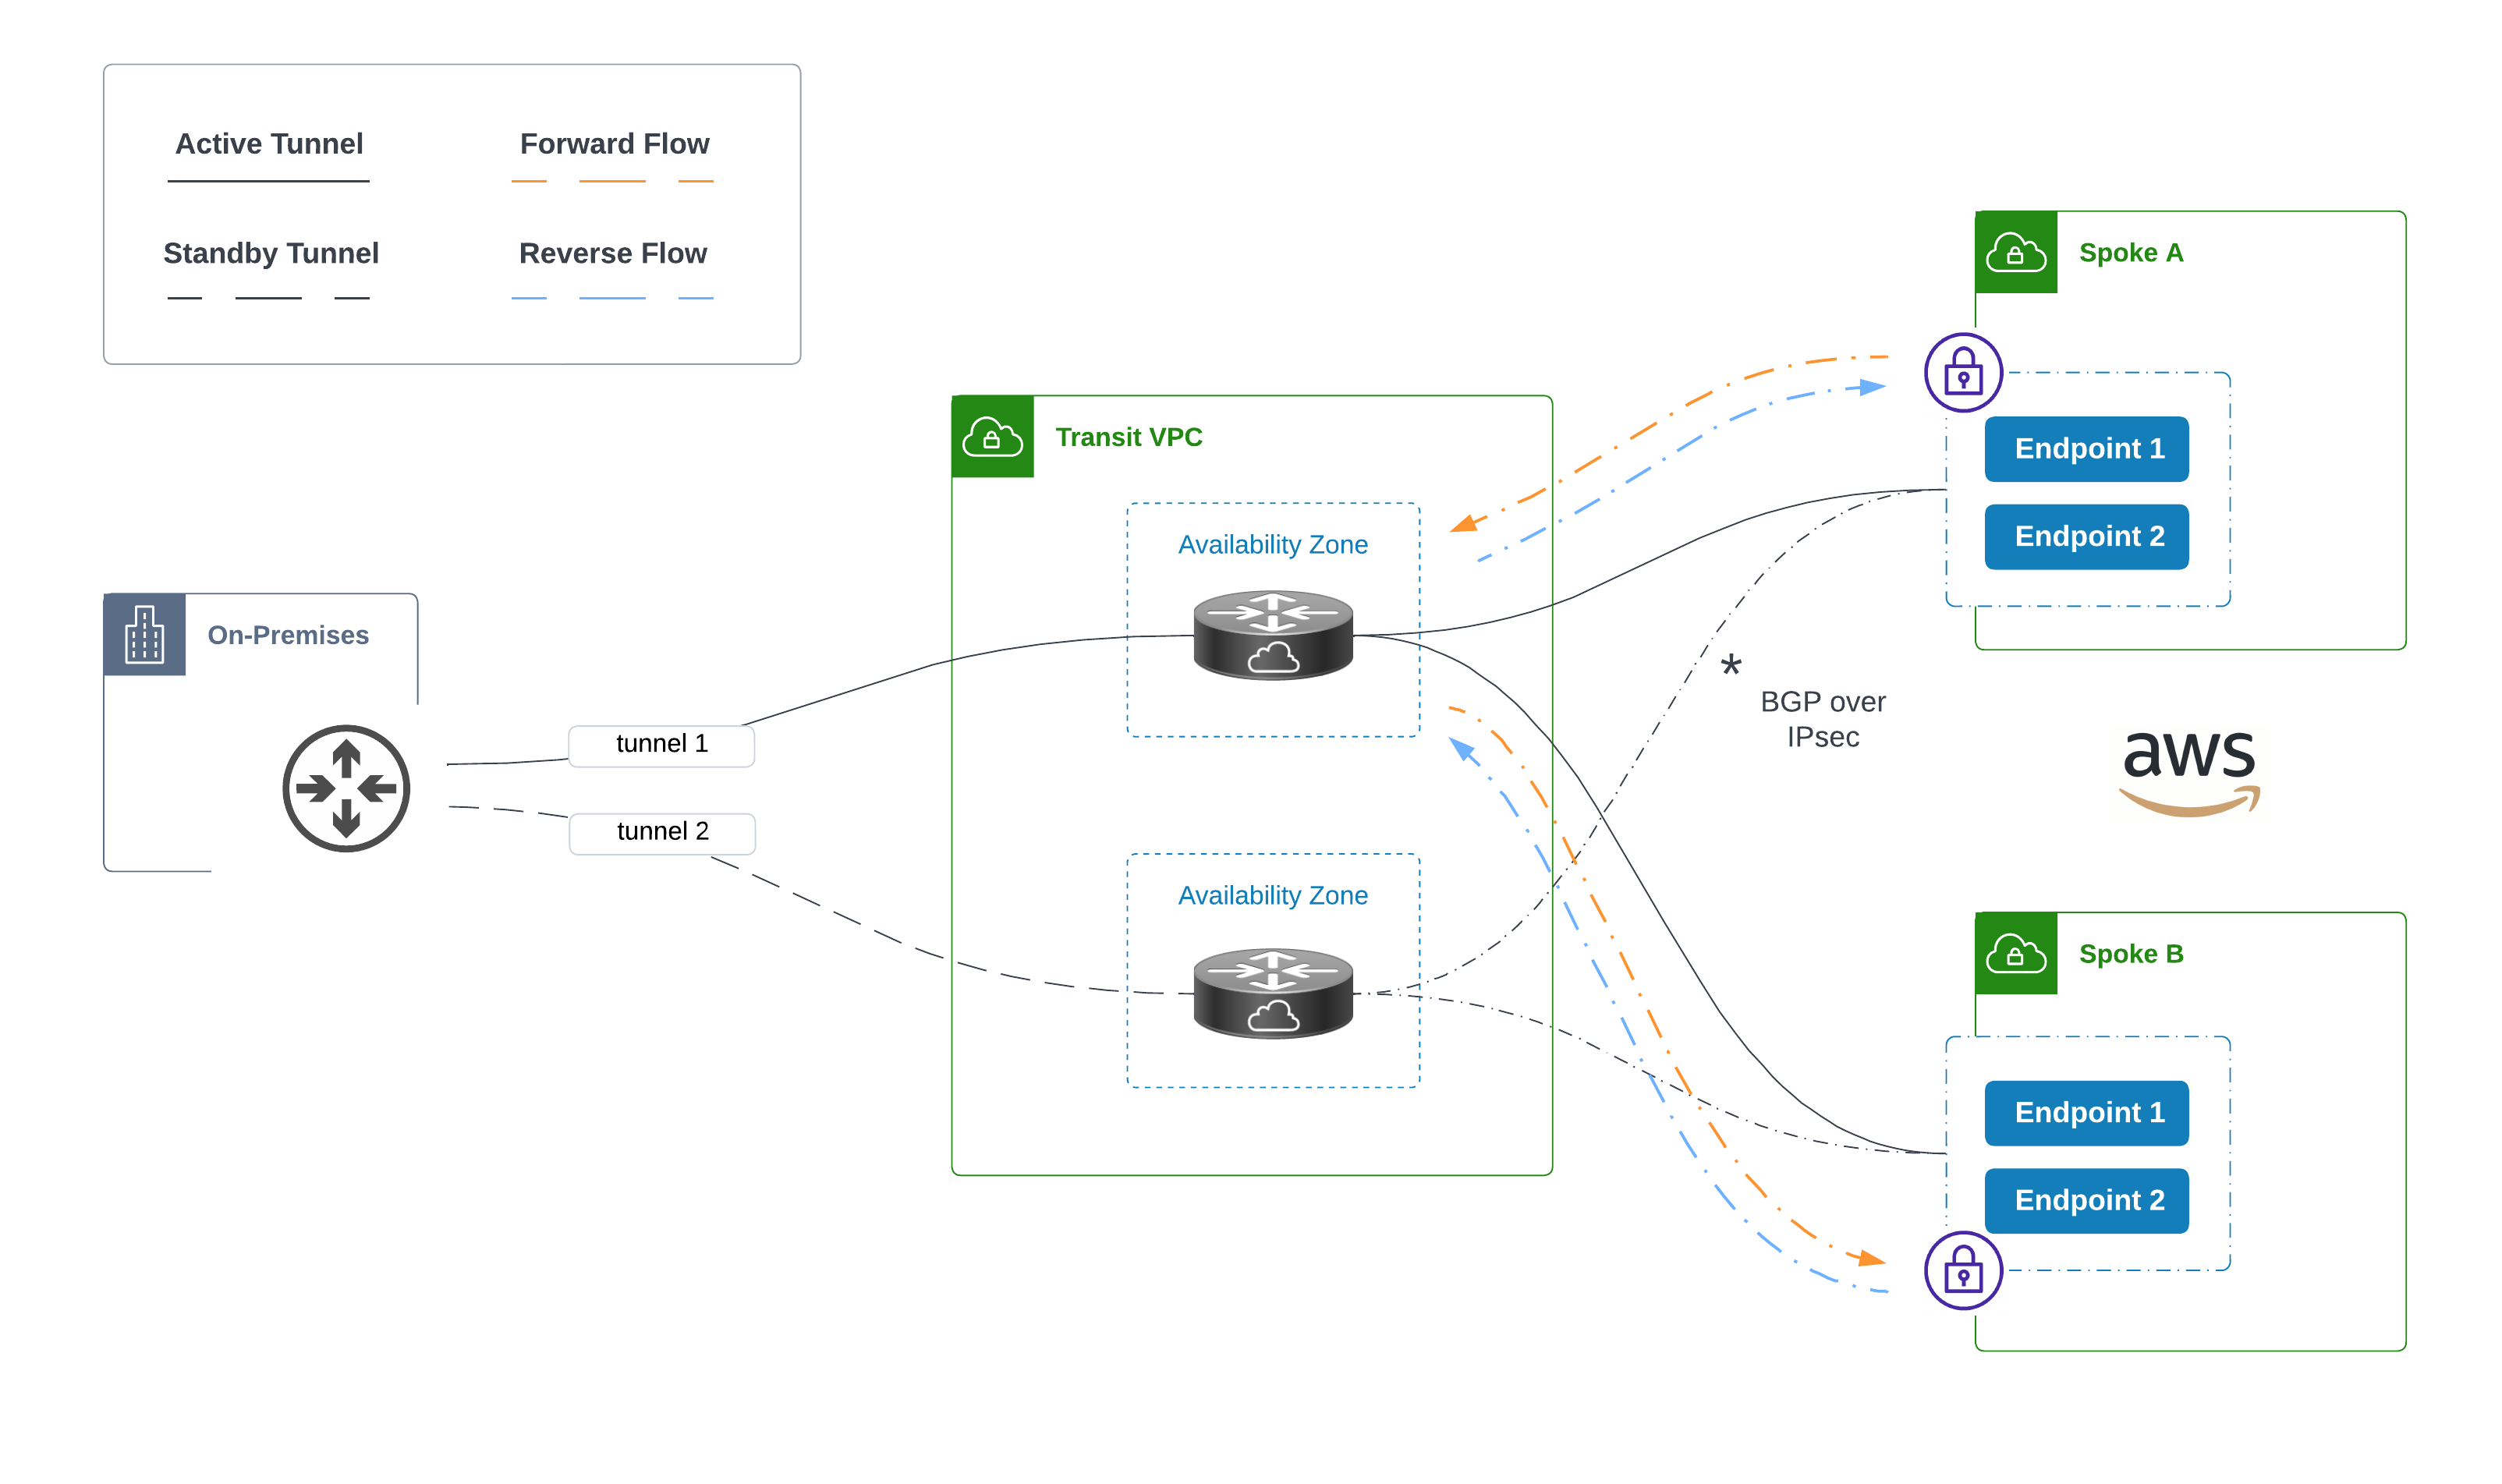 Active Tunnel
Forward Flow
Standby Tunnel
Reverse Flow
Spoke A
Endpoint 1
Endpoint 2
Transit VPC
Availability Zone
On-Premises
tunnel 1
tunnel 2
*
BGP over
IPsec
aws
Availability Zone
Spoke B
Endpoint 1
Endpoint 2